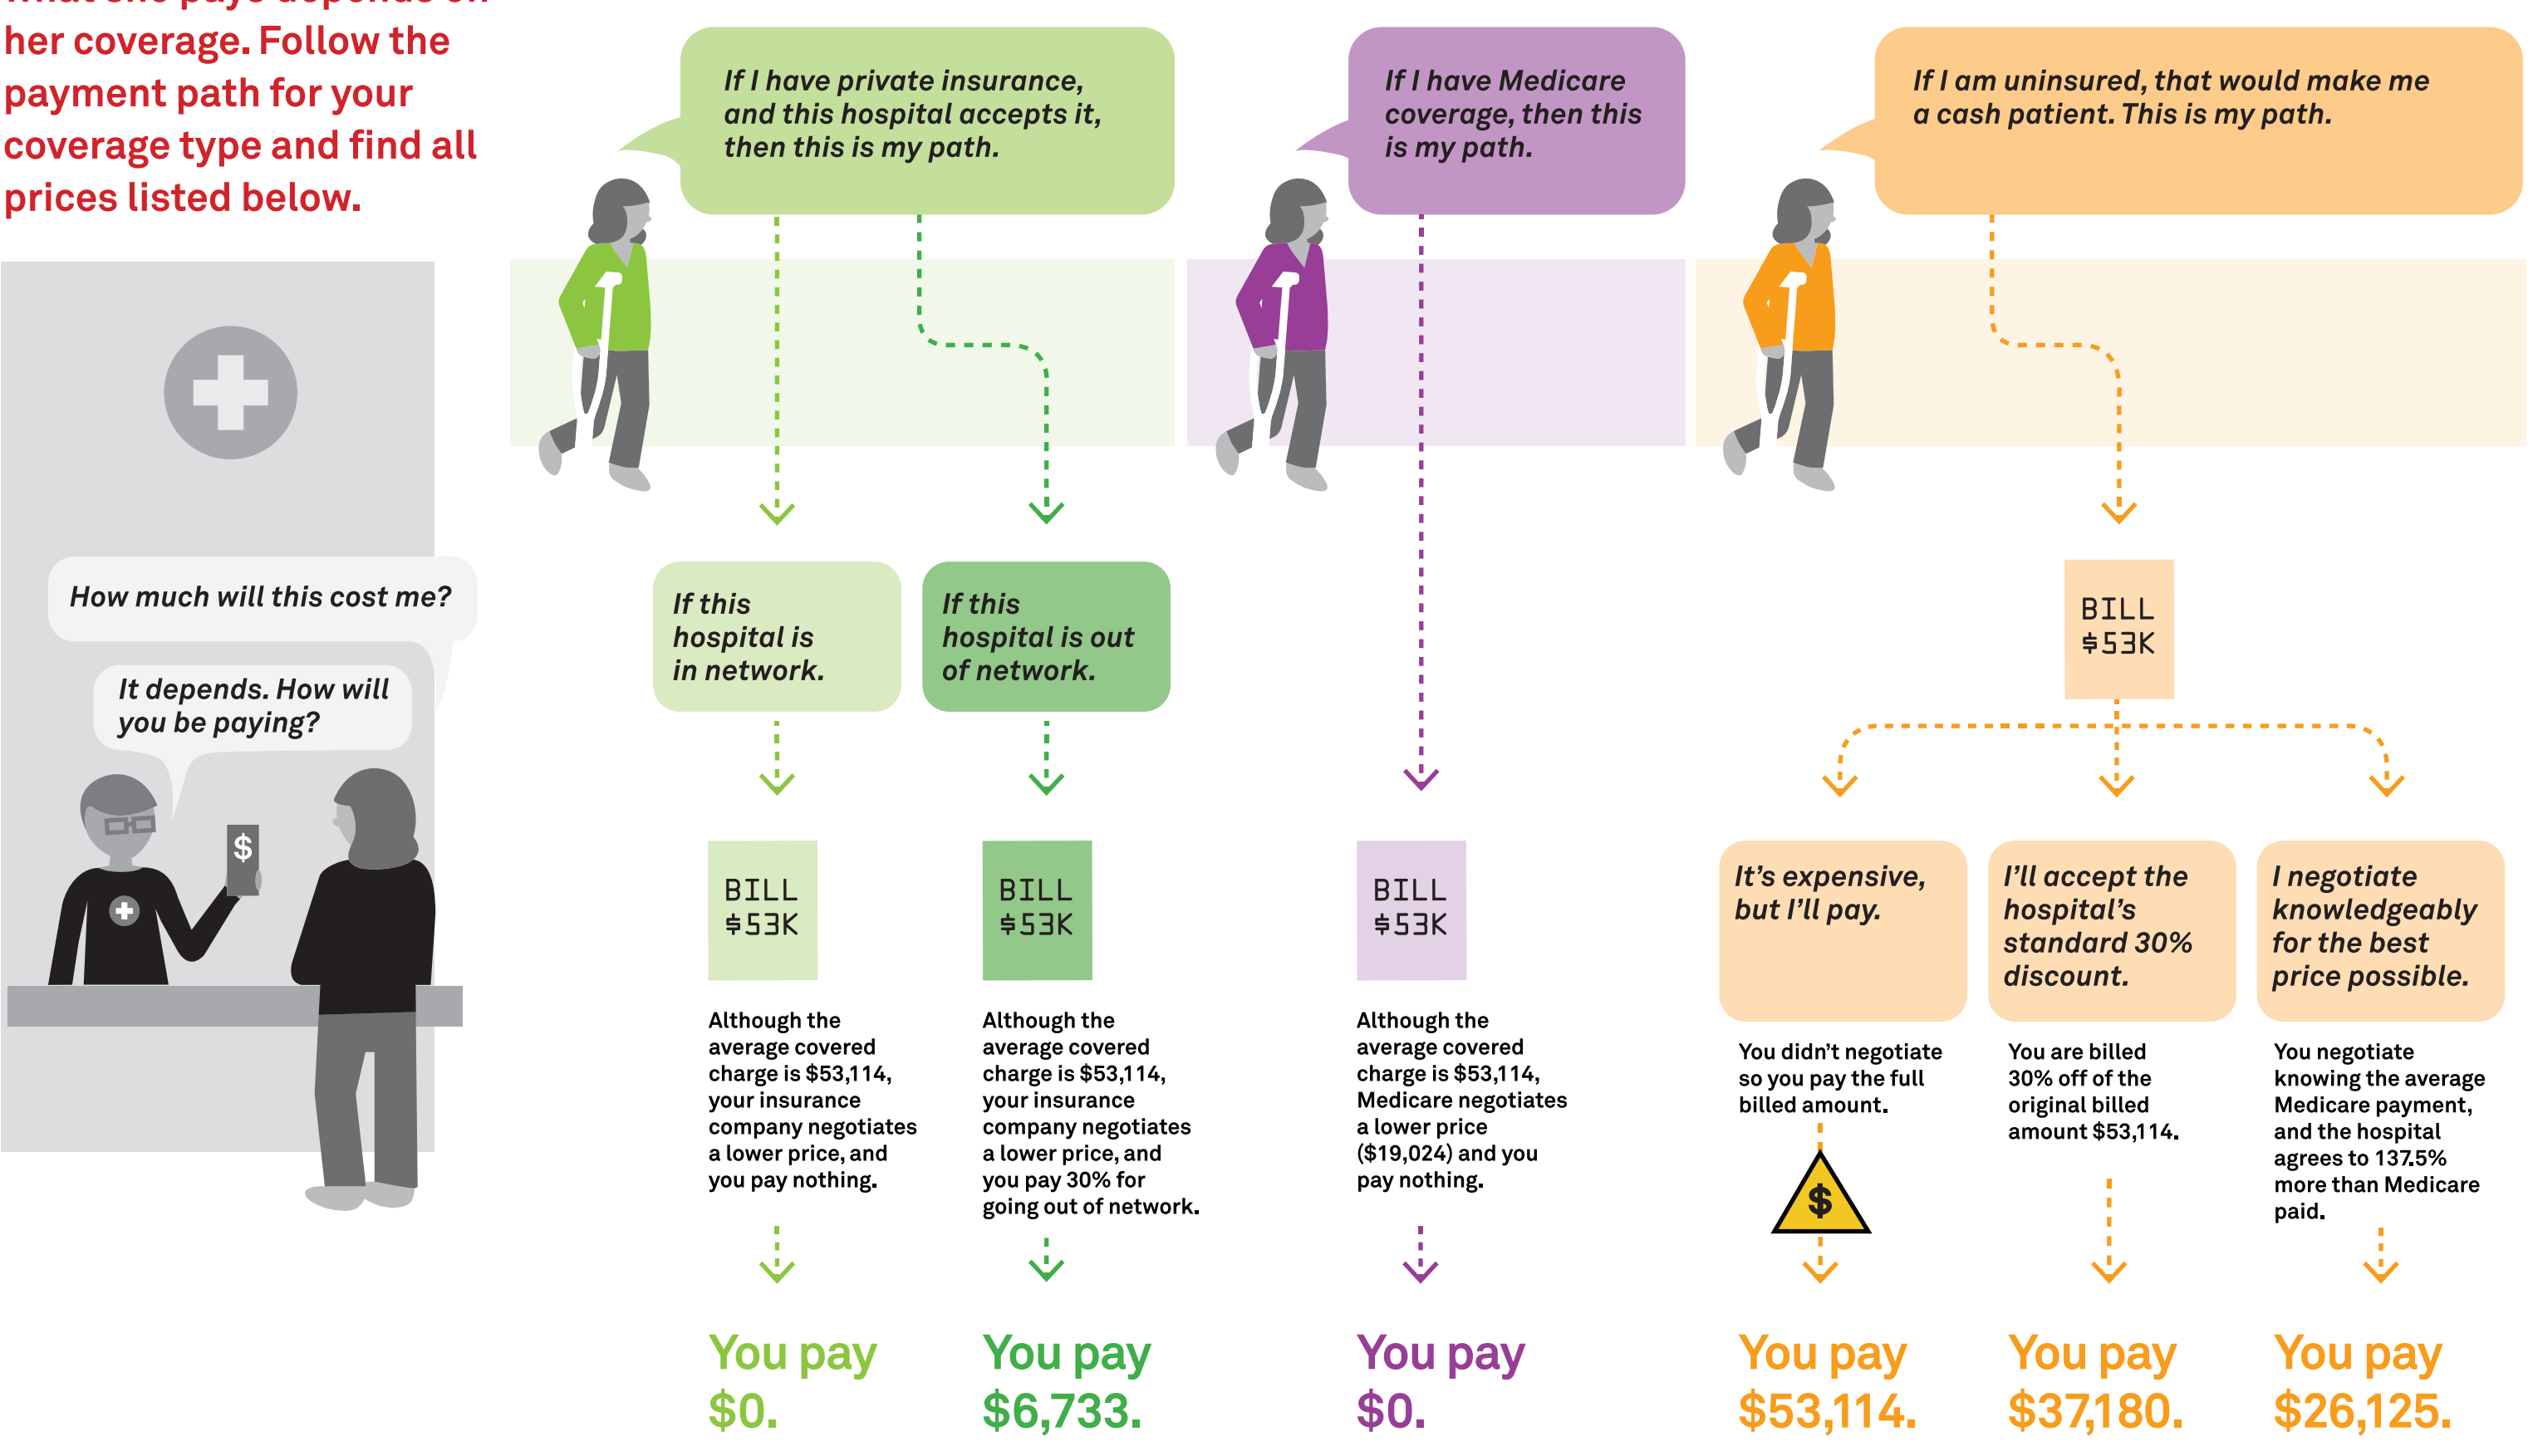 What she pays depends on
her coverage. Follow the
payment path for your
coverage type and find all
prices listed below.
How much will this cost me?
It depends. How will
you be paying?
$
If I have private insurance,
and this hospital accepts it,
then this is my path.
If this
hospital is
in network.
BILL
$53K
Although the
average covered
charge is $53,114,
your insurance
company negotiates
a lower price, and
you pay nothing.
You pay
$0.
If this
hospital is out
of network.
BILL
$53K
Although the
average covered
charge is $53,114,
your insurance
company negotiates
a lower price, and
you pay 30% for
going out of network.
You pay
$6,733.
If I have Medicare
coverage, then this
is my path.
BILL
$53K
Although the
average covered
charge is $53,114,
Medicare negotiates
a lower price
($19,024) and you
pay nothing.
You pay
$0.
If I am uninsured, that would make me
a cash patient. This is my path.
BILL
$53K
It's expensive,
but I'll pay.
You didn't negotiate
so you pay the full
billed amount.
$
You pay
$53,114.
I'll accept the
hospital's
standard 30%
discount.
You are billed
30% off of the
original billed
amount $53,114.
You pay
$37,180.
I negotiate
knowledgeably
for the best
price possible.
You negotiate
knowing the average
Medicare payment,
and the hospital
agrees to 137.5%
more than Medicare
paid.
You pay
$26,125.